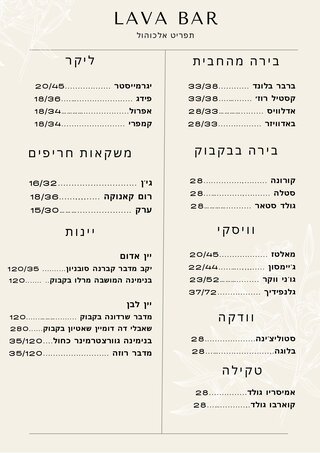 LAVA BAR
תפריט אלכוהול
בירה מהחבית
ברבר בלונד............33/38
קסטיל רוז'............33/38
אדלוויס...............28/33
באדוויזר..............28/33
בירה בבקבוק
קורונה.....................28
סטלה.......................28
גולד סטאר..................28
וויסקי
מאלטז..................20/45
ג'יימסון...............22/44
ג'וני ווקר.............23/52
גלנפידיך...............37/72
וודקה
סטוליצ'ינה.................28
בלוגה......................28
טקילה
אמיסריו גולד...............28
קוארבו גולד................28
ליקר
יגרמייסטר..............20/45
פידג...................18/36
אפרול..................18/34
קמפרי..................18/34
משקאות חריפים
ג'ין...................16/32
רום קאנוקה.............18/36
ערק....................15/30
יינות
יין אדום
יקב מדבר קברנה סוביניון.........120/35
בנימינה המושבה מרלו בקבוק.......120
יין לבן
מדבר שרדונה בקבוק...............120
שאבלי דה דומיין שאטיון בקבוק......280
בנימינה גוורצטרמינר כחול....35/120
מדבר רוזה....................35/120